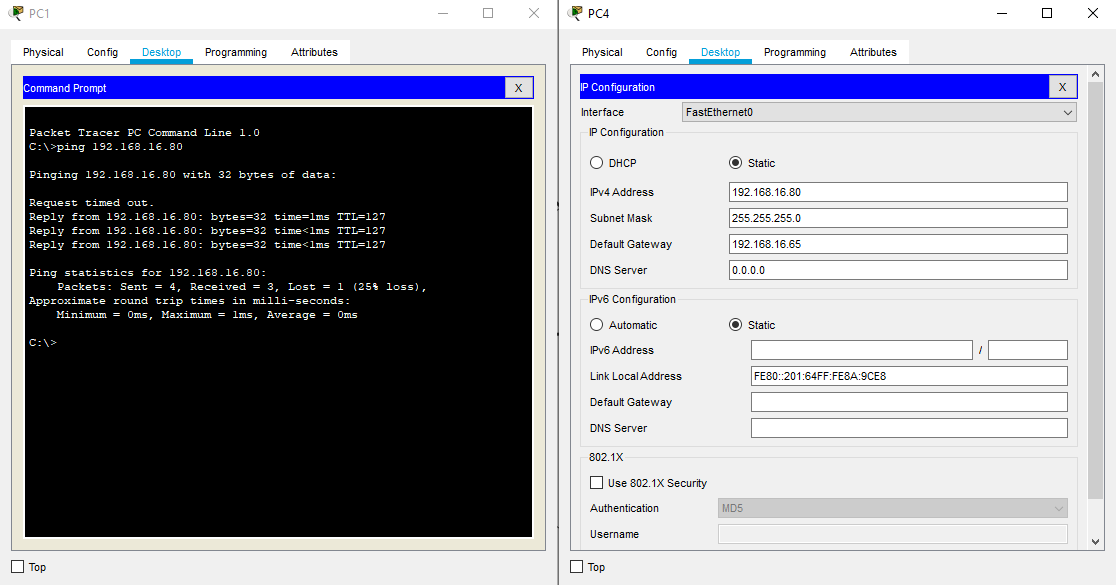 PC1
Physical Config Desktop Programming Attributes
Command Prompt
X
Packet Tracer PC Command Line 1.0
C:\>ping 192.168.16.80
Pinging 192.168.16.80 with 32 bytes of data:
Request timed out.
Reply from 192.168.16.80: bytes=32 time=1ms TTL=127
Reply from 192.168.16.80: bytes=32 time<1ms TTL=127
Reply from 192.168.16.80: bytes=32 time<1ms TTL=127
Ping statistics for 192.168.16.80:
Packets: Sent = 4, Received = 3, Lost = 1 (25% loss),
Approximate round trip times in milli-seconds:
Minimum = 0ms, Maximum = 1ms, Average = 0ms
C:\>
Top
PC4
Physical Config Desktop Programming Attributes
IP Configuration
X
Interface FastEthernet0
IP Configuration
DHCP Static
IPv4 Address 192.168.16.80
Subnet Mask 255.255.255.0
Default Gateway 192.168.16.65
DNS Server 0.0.0.0
IPv6 Configuration
Automatic Static
IPv6 Address /
Link Local Address FE80::201:64FF:FE8A:9CE8
Default Gateway
DNS Server
802.1X
Use 802.1X Security
Authentication MD5
Username
Top